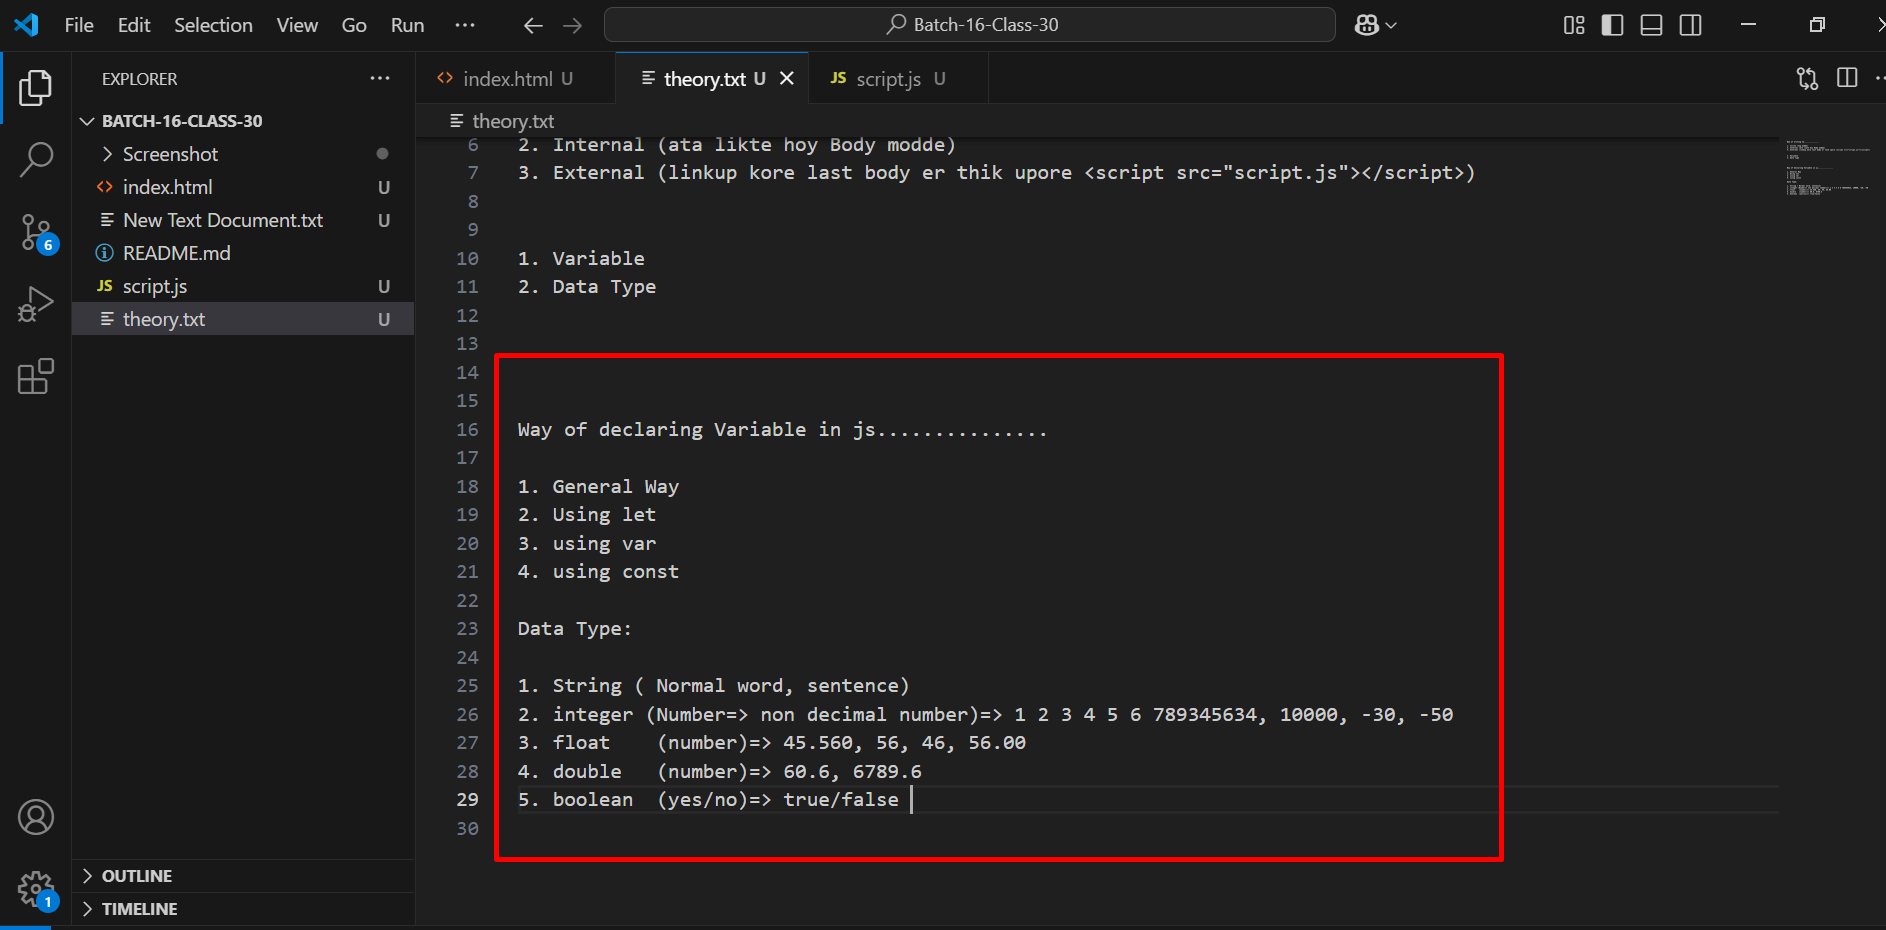 File Edit Selection View Go Run ··· Batch-16-Class-30
EXPLORER ···
BATCH-16-CLASS-30
Screenshot
index.html U
New Text Document.txt U
README.md
JS script.js U
theory.txt U
OUTLINE
TIMELINE
6
1
index.html U theory.txt U JS script.js U
theory.txt
6 2. Internal (ata likte hoy Body modde)
7 3. External (linkup kore last body er thik upore <script src="script.js"></script>)
8
9
10 1. Variable
11 2. Data Type
12
13
14
15
16 Way of declaring Variable in js...............
17
18 1. General Way
19 2. Using let
20 3. using var
21 4. using const
22
23 Data Type:
24
25 1. String ( Normal word, sentence)
26 2. integer (Number=> non decimal number)=> 1 2 3 4 5 6 789345634, 10000, -30, -50
27 3. float (number)=> 45.560, 56, 46, 56.00
28 4. double (number)=> 60.6, 6789.6
29 5. boolean (yes/no)=> true/false
30